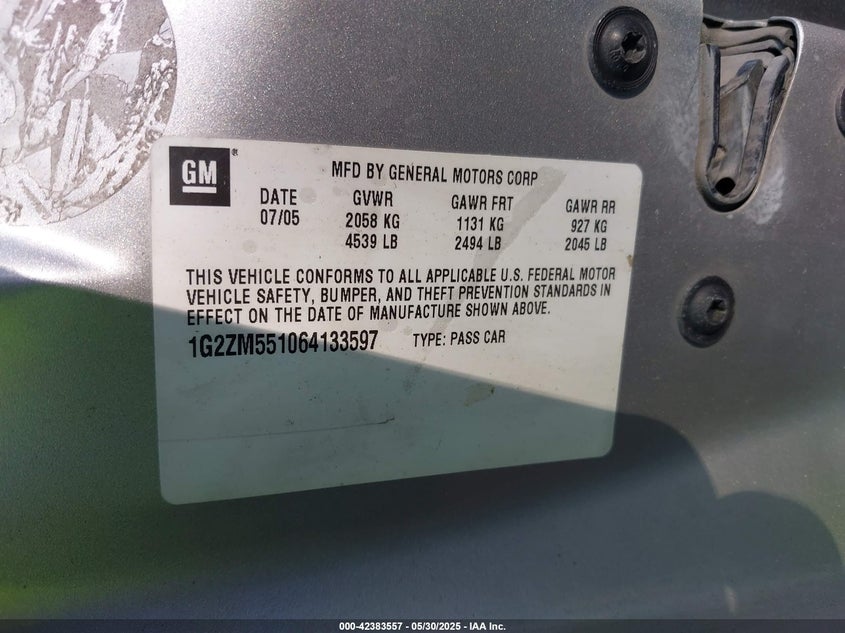 GM®
MFD BY GENERAL MOTORS CORP
DATE GVWR GAWR FRT GAWR RR
07/05 2058 KG 1131 KG 927 KG
4539 LB 2494 LB 2045 LB
THIS VEHICLE CONFORMS TO ALL APPLICABLE U.S. FEDERAL MOTOR
VEHICLE SAFETY, BUMPER, AND THEFT PREVENTION STANDARDS IN
EFFECT ON THE DATE OF MANUFACTURE SHOWN ABOVE.
1G2ZM551064133597 TYPE: PASS CAR
000-42383557 - 05/30/2025 - IAA Inc.